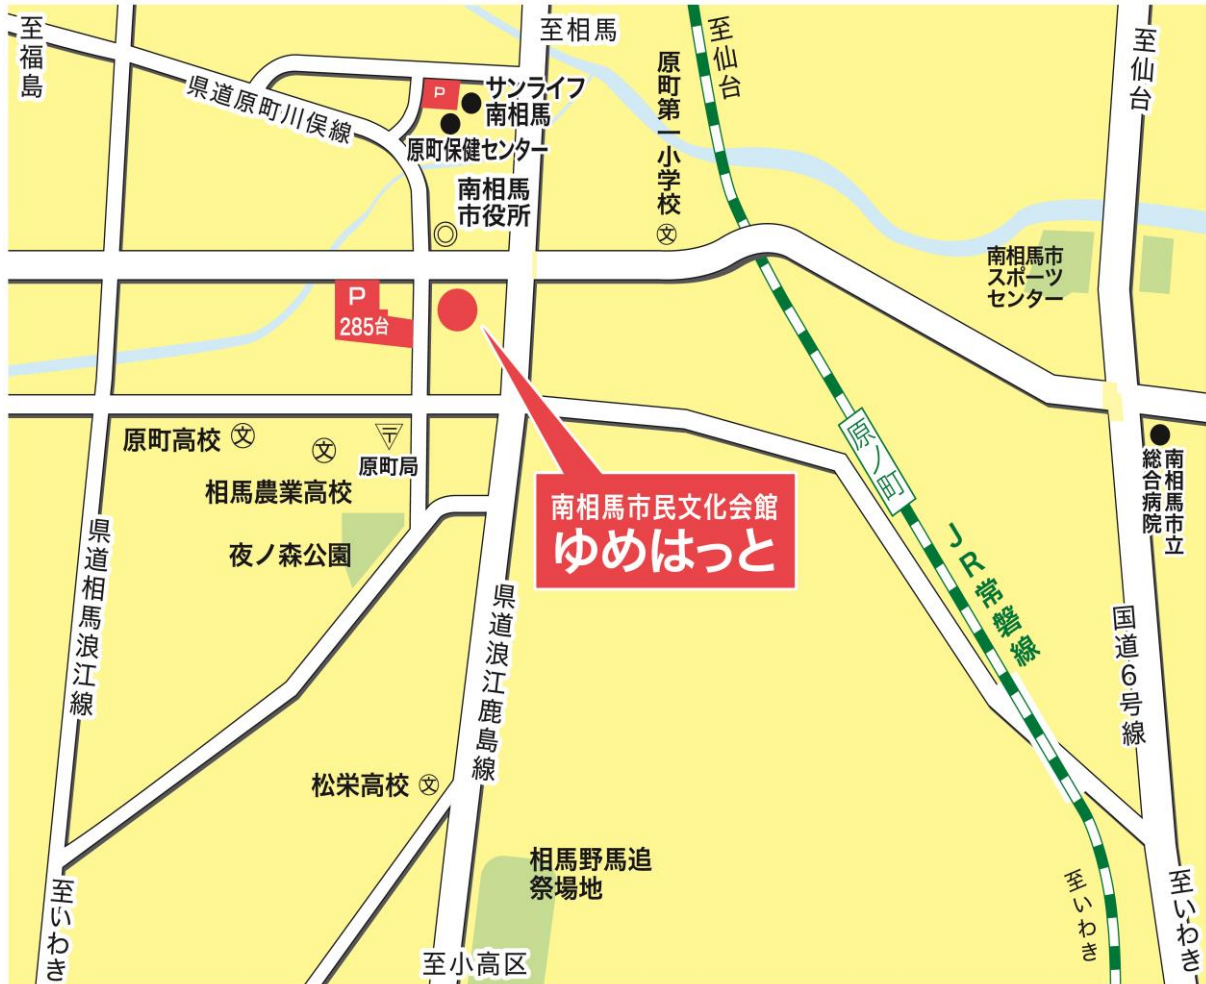 至福島
県道原町川俣線
至相馬
至仙台
至仙台
P
サンライフ
南相馬
原町保健センター
南相馬
市役所
原町第一小学校
文
南相馬市
スポーツ
センター
P
285台
原町高校
文
文
相馬農業高校
〒
原町局
夜ノ森公園
南相馬市民文化会館
ゆめはっと
原ノ町
JR常磐線
南相馬市立
総合病院
国道6号線
県道相馬浪江線
県道浪江鹿島線
松栄高校
文
相馬野馬追
祭場地
至いわき
至小高区
至いわき
至いわき